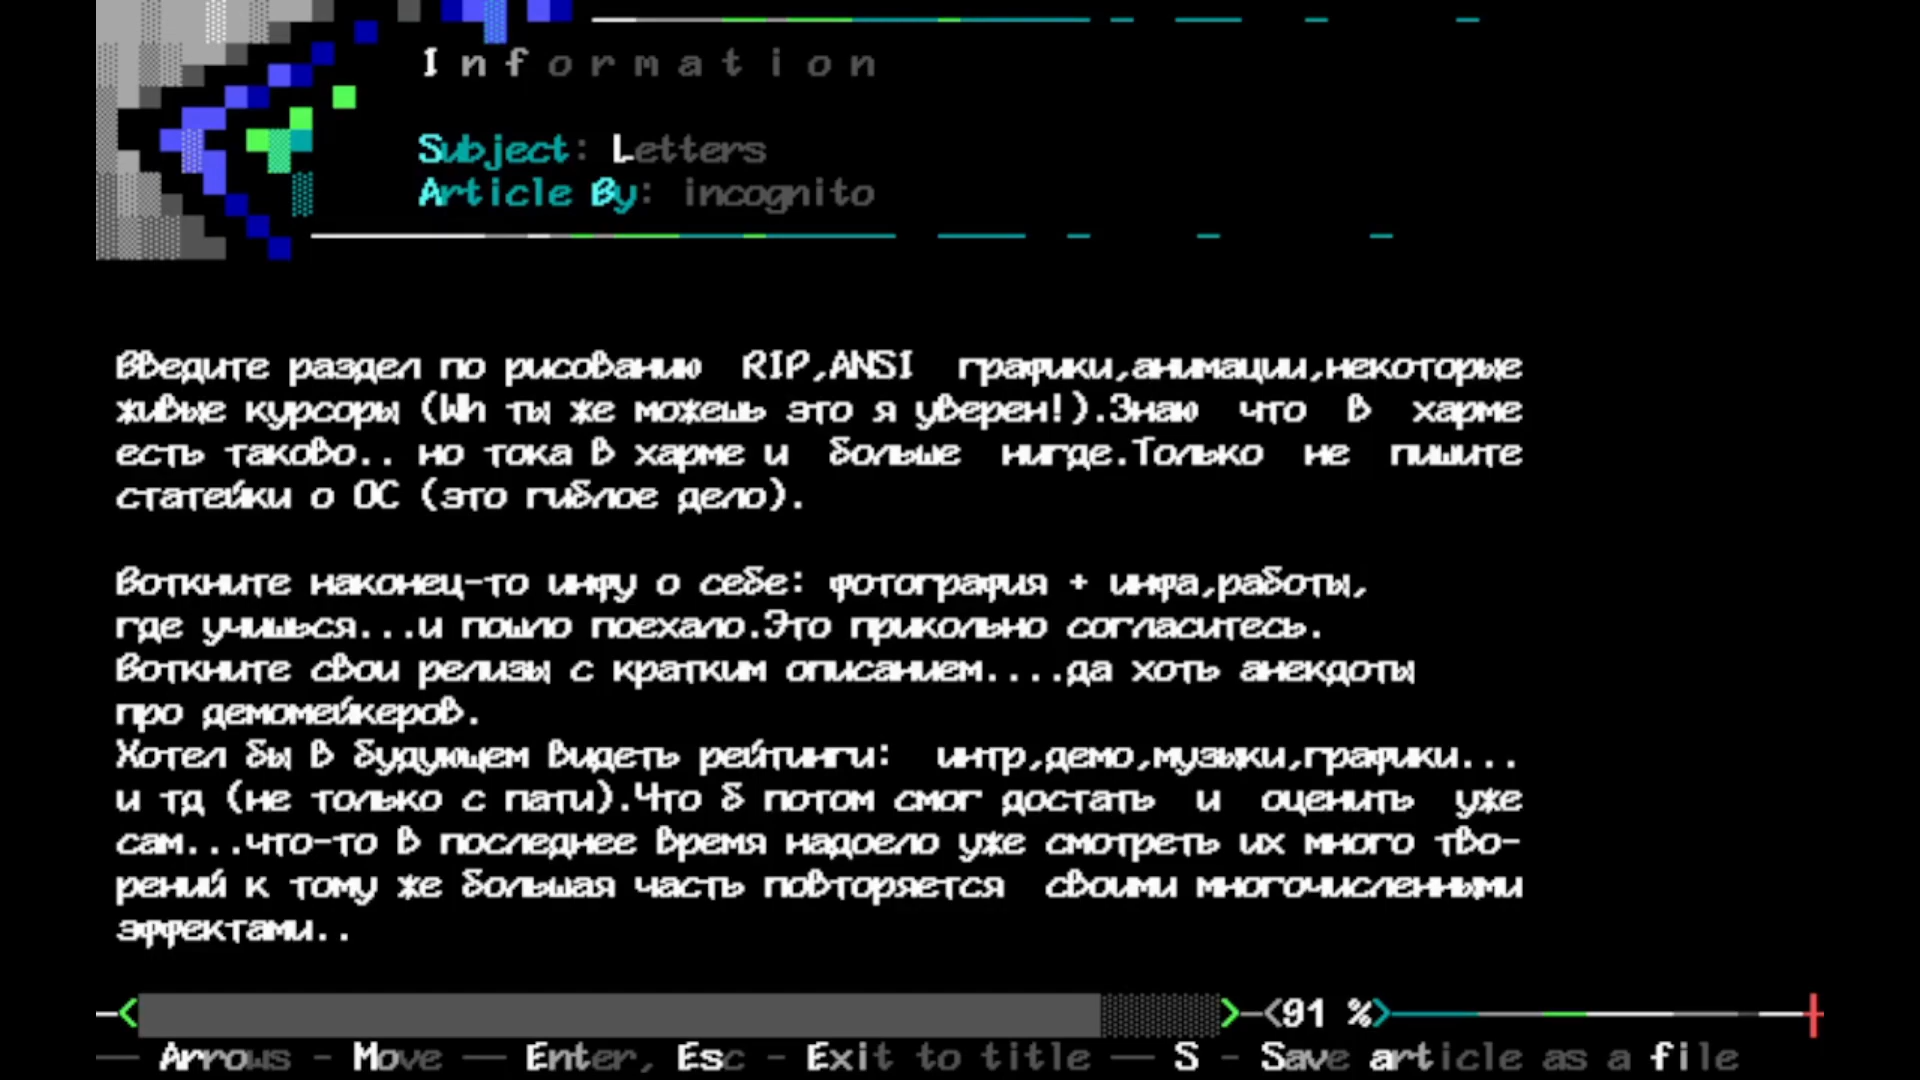 Information
Subject: Letters
Article By: incognito
Введите раздел по рисованию RIP,ANSI графики,анимации,некоторые
живые курсоры (Wh ты же можешь это я уверен!).Знаю что в харме
есть таково.. но тока в харме и больше нигде.Только не пишите
статейки о ОС (это гиблое дело).
Воткните наконец-то инфу о себе: фотография + инфа,работы,
где учишься...и пошло поехало.Это прикольно согласитесь.
Воткните свои релизы с кратким описанием....да хоть анекдоты
про демомейкеров.
Хотел бы в будующем видеть рейтинги: интр,демо,музыки,графики...
и тд (не только с пати).Что б потом смог достать и оценить уже
сам...что-то в последнее время надоело уже смотреть их много тво-
рений к тому же большая часть повторяется своими многочисленными
эффектами..
<91 %>
Arrows - Move — Enter, Esc - Exit to title — S - Save article as a file